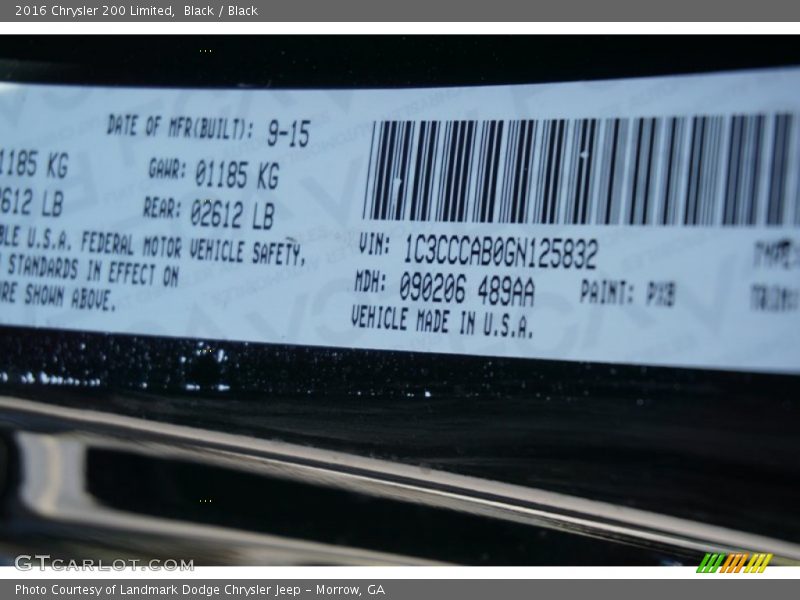 2016 Chrysler 200 Limited, Black / Black
DATE OF MFR(BUILT): 9-15
1185 KG GAWR: 01185 KG
2612 LB REAR: 02612 LB
BLE U.S.A. FEDERAL MOTOR VEHICLE SAFETY,
STANDARDS IN EFFECT ON
RE SHOWN ABOVE.
VIN: 1C3CCCAB0GN125832
MDH: 090206 489AA PAINT: PX8
VEHICLE MADE IN U.S.A.
GTCARLOT.COM
Photo Courtesy of Landmark Dodge Chrysler Jeep – Morrow, GA